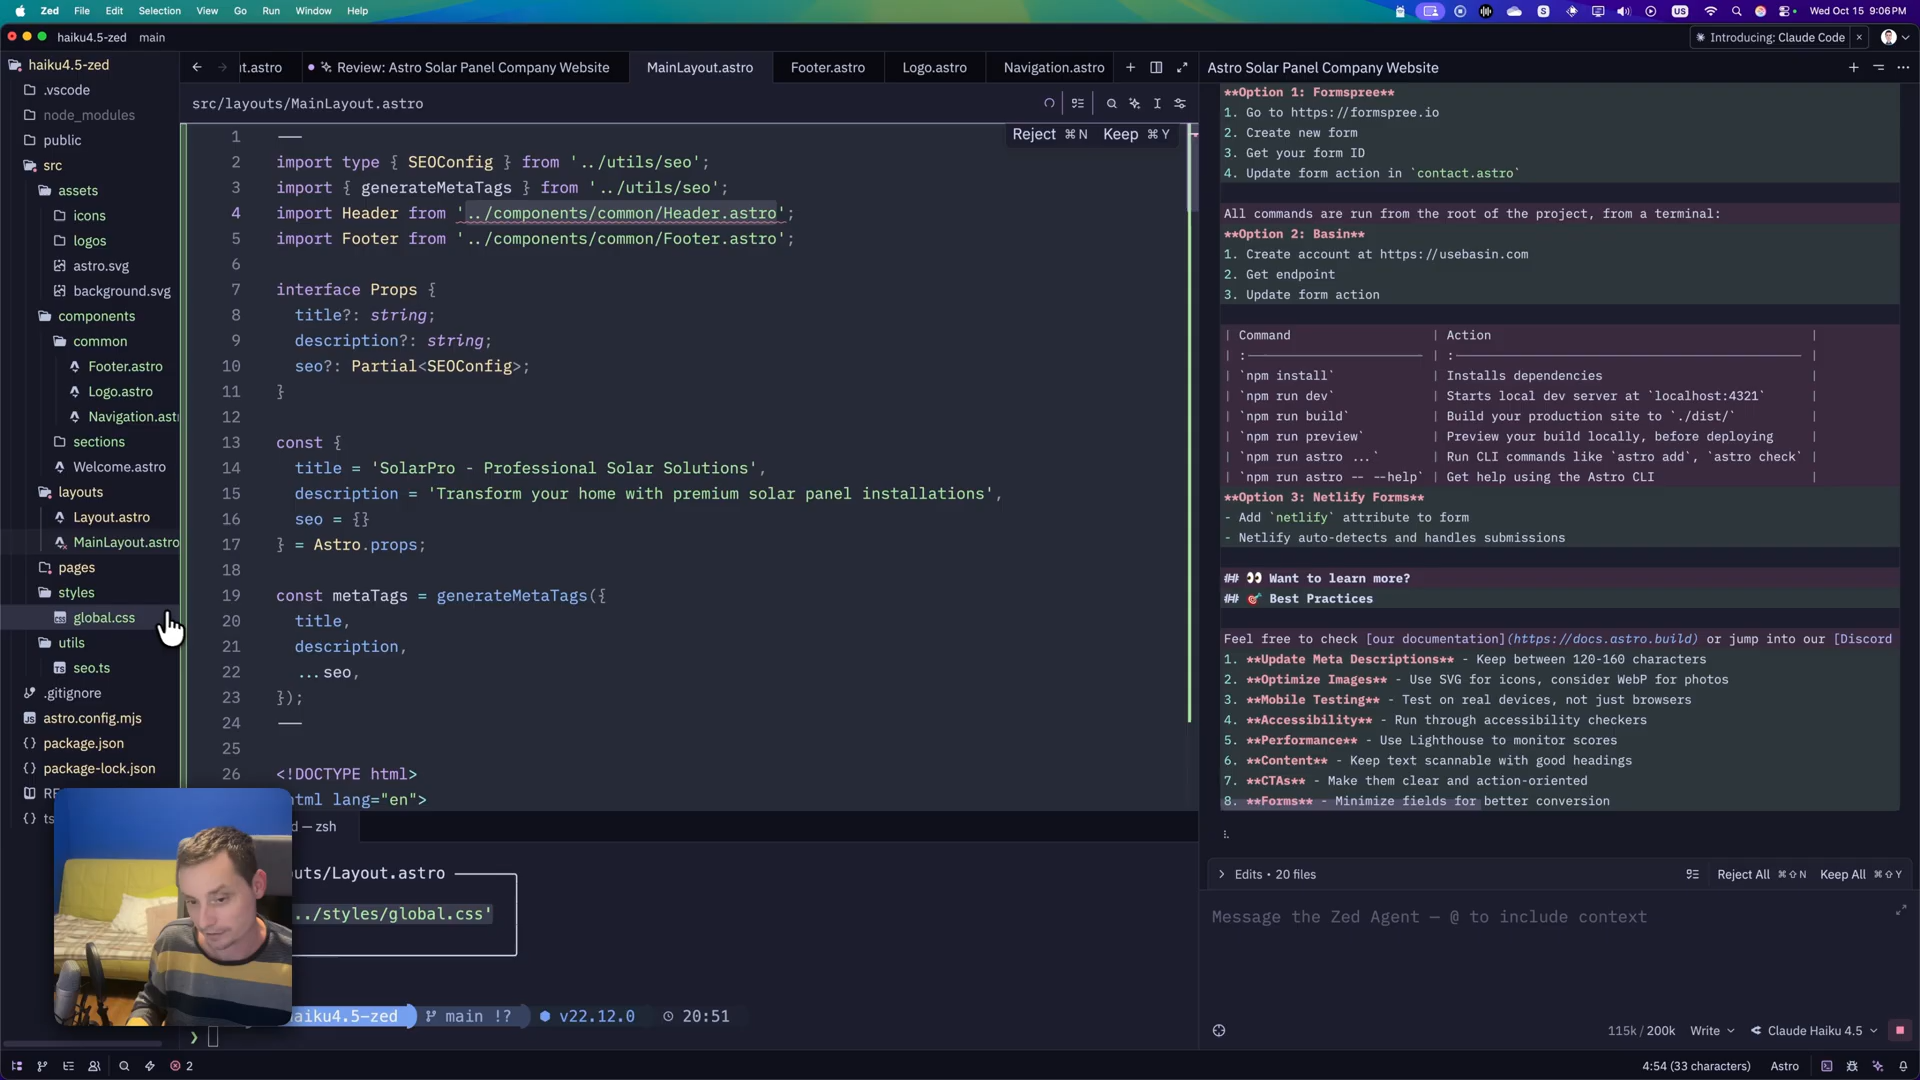 Zed File Edit Selection View Go Run Window Help
US Wed Oct 15 9:06 PM
haiku4.5-zed main
Introducing: Claude Code ×
haiku4.5-zed
.vscode
node_modules
public
src
assets
icons
logos
astro.svg
background.svg
components
common
Footer.astro
Logo.astro
Navigation.astr
sections
Welcome.astro
layouts
Layout.astro
MainLayout.astro
pages
styles
global.css
utils
TS seo.ts
.gitignore
JS astro.config.mjs
{} package.json
{} package-lock.json
RE
{} ts
← → ıt.astro
Review: Astro Solar Panel Company Website
MainLayout.astro
Footer.astro
Logo.astro
Navigation.astro
src/layouts/MainLayout.astro
Reject ⌘N Keep ⌘Y
1 ---
2 import type { SEOConfig } from '../utils/seo';
3 import { generateMetaTags } from '../utils/seo';
4 import Header from '../components/common/Header.astro';
5 import Footer from '../components/common/Footer.astro';
6
7 interface Props {
8 title?: string;
9 description?: string;
10 seo?: Partial<SEOConfig>;
11 }
12
13 const {
14 title = 'SolarPro - Professional Solar Solutions',
15 description = 'Transform your home with premium solar panel installations',
16 seo = {}
17 } = Astro.props;
18
19 const metaTags = generateMetaTags({
20 title,
21 description,
22 ...seo,
23 });
24 ---
25
26 <!DOCTYPE html>
html lang="en">
d — zsh
uts/Layout.astro
../styles/global.css'
haiku4.5-zed main !? v22.12.0 20:51
❯
Astro Solar Panel Company Website
**Option 1: Formspree**
1. Go to https://formspree.io
2. Create new form
3. Get your form ID
4. Update form action in `contact.astro`
All commands are run from the root of the project, from a terminal:
**Option 2: Basin**
1. Create account at https://usebasin.com
2. Get endpoint
3. Update form action
| Command | Action |
| :--- | :--- |
| `npm install` | Installs dependencies |
| `npm run dev` | Starts local dev server at `localhost:4321` |
| `npm run build` | Build your production site to `./dist/` |
| `npm run preview` | Preview your build locally, before deploying |
| `npm run astro ...` | Run CLI commands like `astro add`, `astro check` |
| `npm run astro -- --help` | Get help using the Astro CLI |
**Option 3: Netlify Forms**
- Add `netlify` attribute to form
- Netlify auto-detects and handles submissions
## 👀 Want to learn more?
## 🎯 Best Practices
Feel free to check [our documentation](https://docs.astro.build) or jump into our [Discord
1. **Update Meta Descriptions** - Keep between 120-160 characters
2. **Optimize Images** - Use SVG for icons, consider WebP for photos
3. **Mobile Testing** - Test on real devices, not just browsers
4. **Accessibility** - Run through accessibility checkers
5. **Performance** - Use Lighthouse to monitor scores
6. **Content** - Keep text scannable with good headings
7. **CTAs** - Make them clear and action-oriented
8. **Forms** - Minimize fields for better conversion
Edits • 20 files
Reject All ⌘⇧N Keep All ⌘⇧Y
Message the Zed Agent — @ to include context
115k / 200k Write Claude Haiku 4.5
2
4:54 (33 characters) Astro